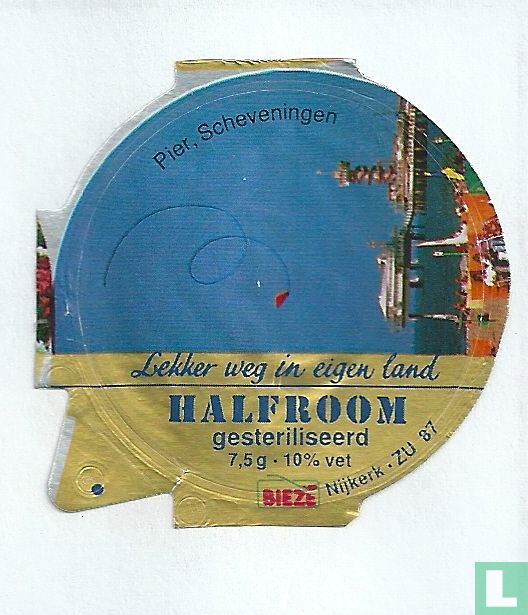 Pier, Scheveningen
Lekker weg in eigen land
HALFROOM
gesteriliseerd
7,5 g · 10% vet
BIEZE Nijkerk · ZU 87
L